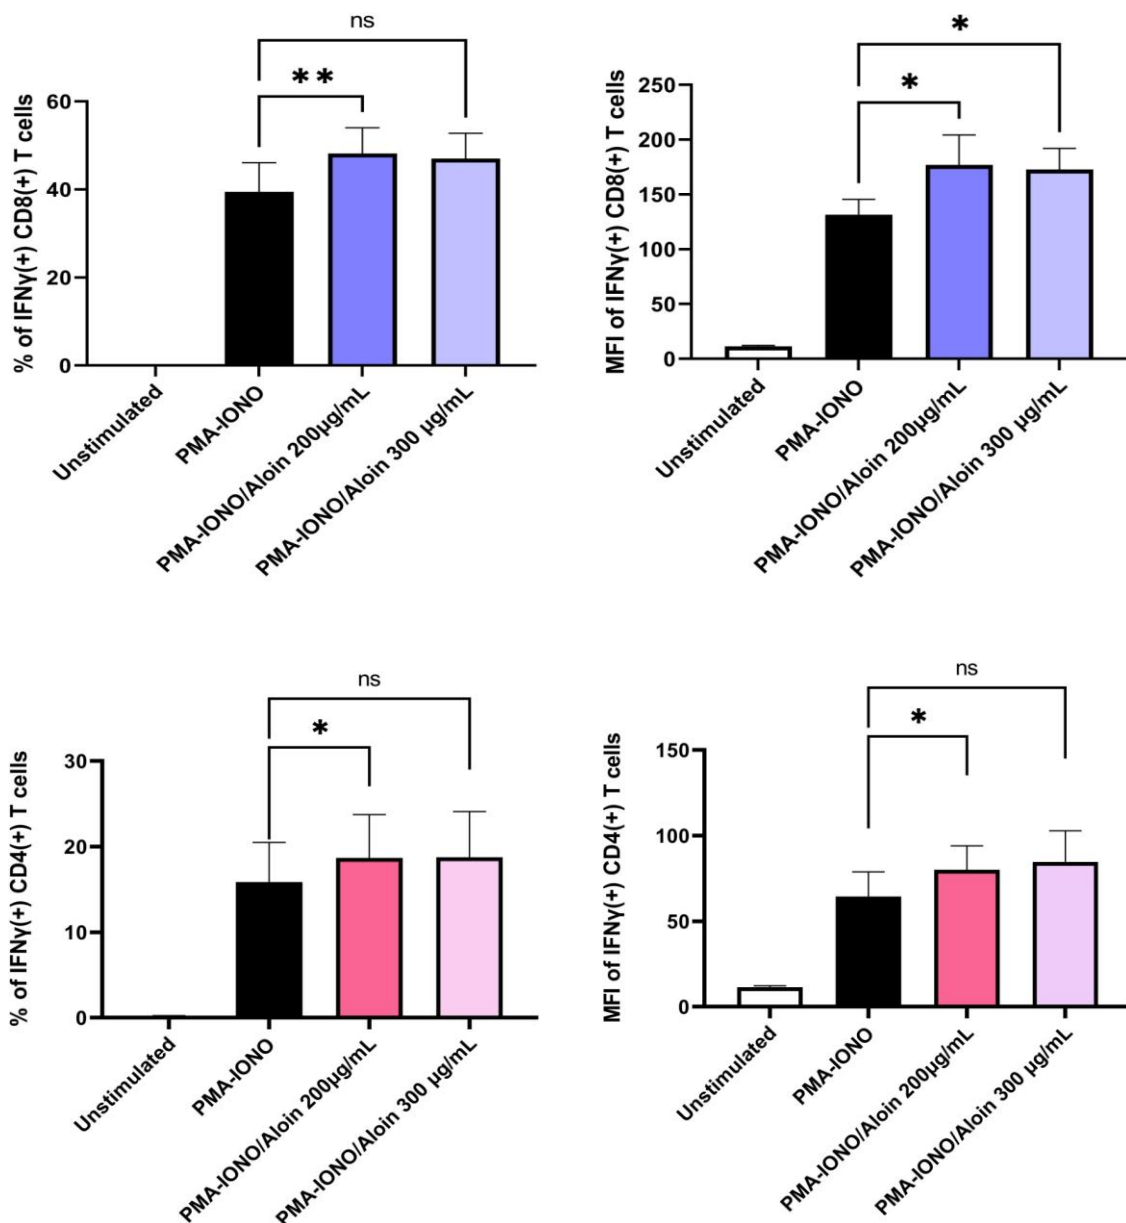 ns
**
% of IFNγ(+) CD8(+) T cells
60
40
20
0
Unstimulated
PMA-IONO
PMA-IONO/Aloin 200µg/mL
PMA-IONO/Aloin 300 µg/mL
*
*
MFI of IFNγ(+) CD8(+) T cells
250
200
150
100
50
0
Unstimulated
PMA-IONO
PMA-IONO/Aloin 200µg/mL
PMA-IONO/Aloin 300 µg/mL
ns
*
% of IFNγ(+) CD4(+) T cells
30
20
10
0
Unstimulated
PMA-IONO
PMA-IONO/Aloin 200µg/mL
PMA-IONO/Aloin 300 µg/mL
ns
*
MFI of IFNγ(+) CD4(+) T cells
150
100
50
0
Unstimulated
PMA-IONO
PMA-IONO/Aloin 200µg/mL
PMA-IONO/Aloin 300 µg/mL